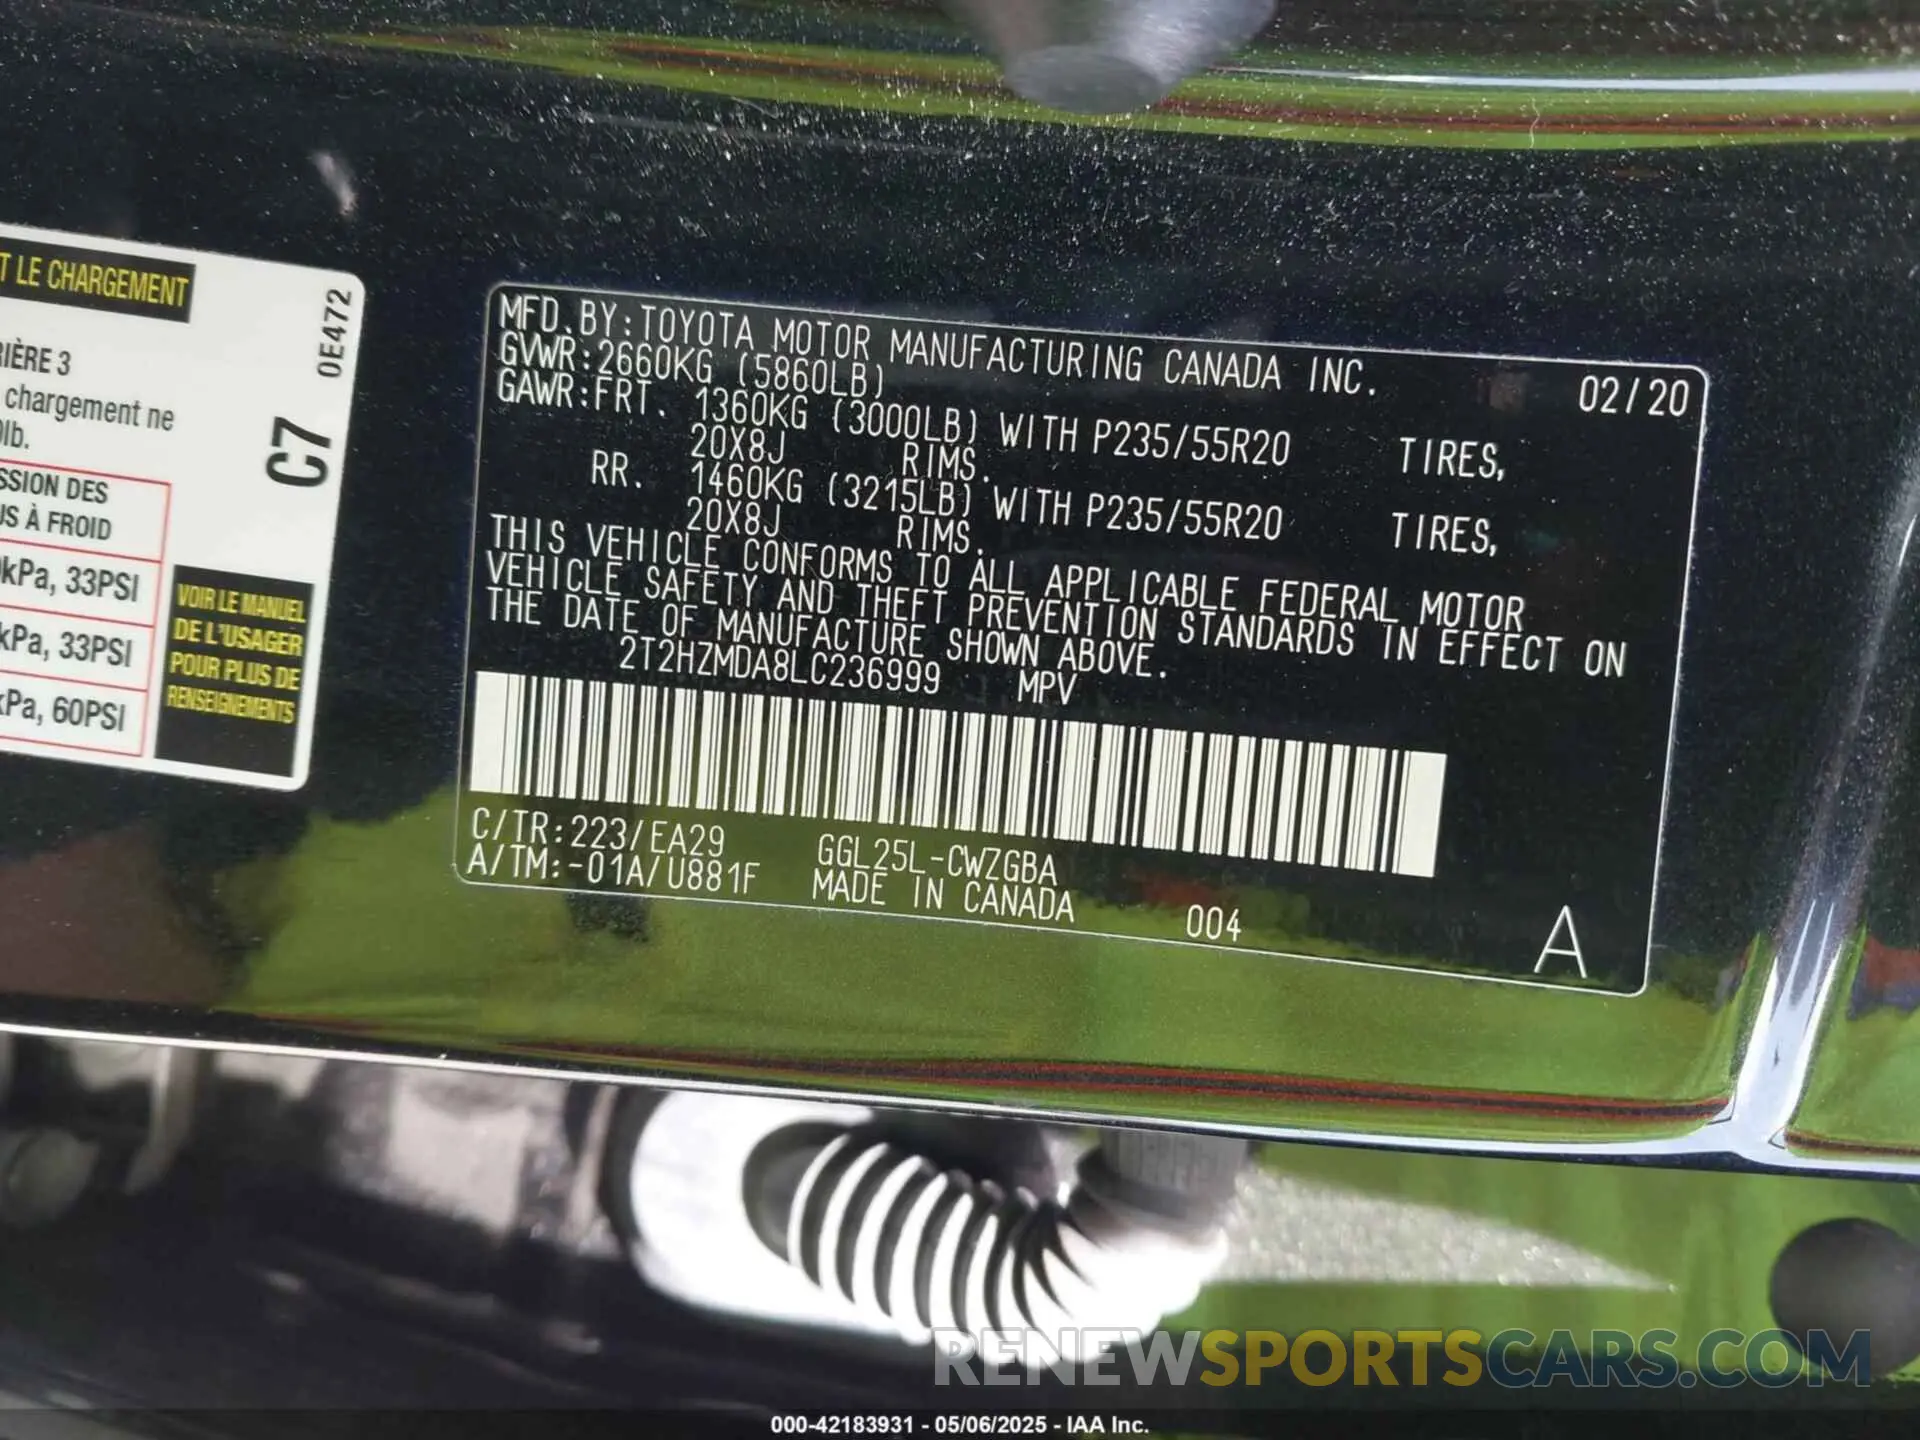 T LE CHARGEMENT
0E472
C7
IÈRE 3
chargement ne
lb.
SSION DES
US À FROID
kPa, 33PSI
kPa, 33PSI
kPa, 60PSI
VOIR LE MANUEL
DE L'USAGER
POUR PLUS DE
RENSEIGNEMENTS
MFD.BY:TOYOTA MOTOR MANUFACTURING CANADA INC. 02/20
GVWR:2660KG (5860LB)
GAWR:FRT. 1360KG (3000LB) WITH P235/55R20 TIRES,
20X8J RIMS.
RR. 1460KG (3215LB) WITH P235/55R20 TIRES,
20X8J RIMS.
THIS VEHICLE CONFORMS TO ALL APPLICABLE FEDERAL MOTOR
VEHICLE SAFETY AND THEFT PREVENTION STANDARDS IN EFFECT ON
THE DATE OF MANUFACTURE SHOWN ABOVE.
2T2HZMDA8LC236999 MPV
C/TR:223/EA29 GGL25L-CWZGBA
A/TM:-01A/U881F MADE IN CANADA 004 A
RENEWSPORTSCARS.COM
000-42183931 - 05/06/2025 - IAA Inc.